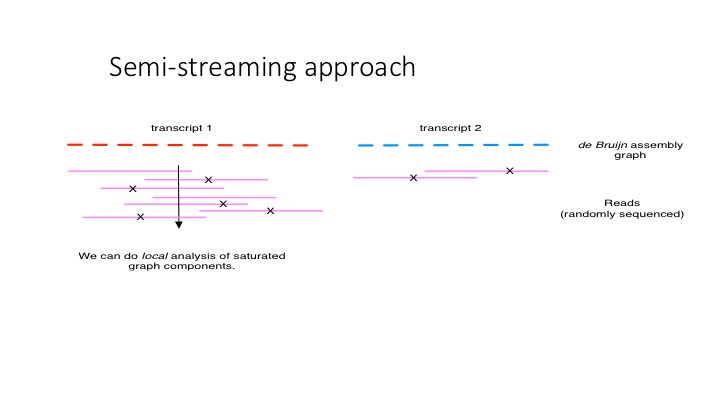 Semi-streaming approach
transcript 1
transcript 2
de Bruijn assembly
graph
Reads
(randomly sequenced)
We can do local analysis of saturated
graph components.